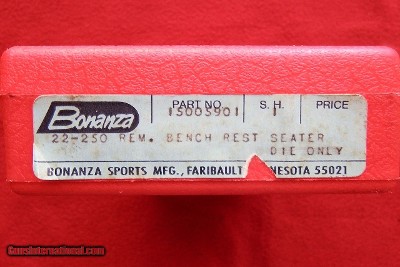 Bonanza
PART NO. S.H. PRICE
15005901 1
22-250 REM. BENCH REST SEATER
DIE ONLY
BONANZA SPORTS MFG., FARIBAULT NESOTA 55021
GunsInternational.com